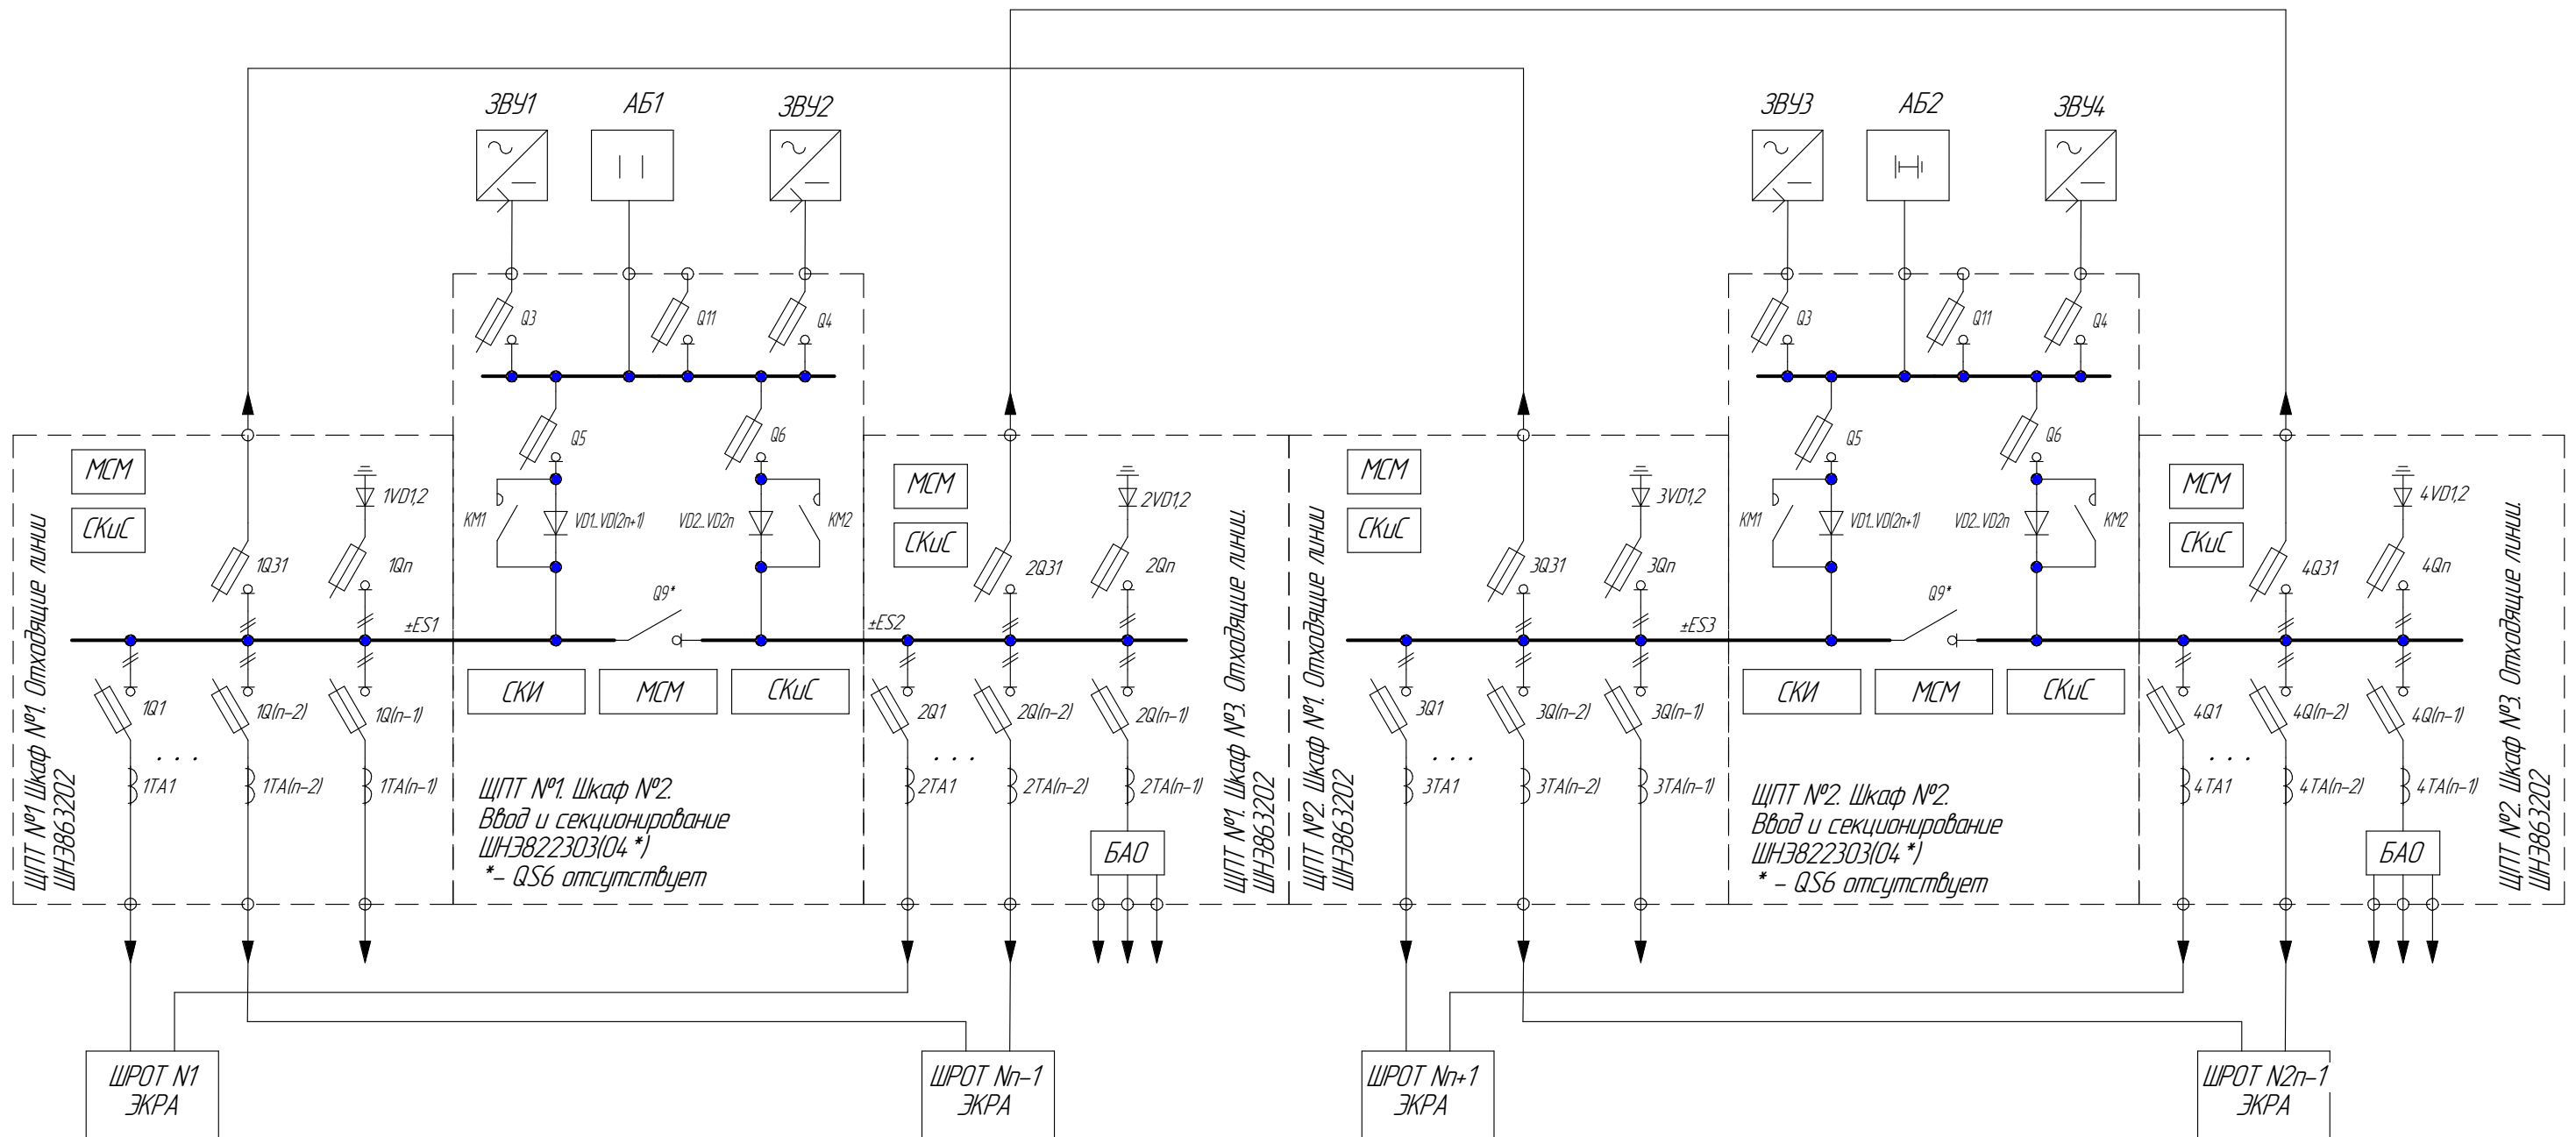 ЗВУ1
АБ1
ЗВУ2
ЗВУ3
АБ2
ЗВУ4
Q3
Q11
Q4
Q3
Q11
Q4
Q5
Q6
Q5
Q6
МСМ
СКиС
1VD1,2
KM1
VD1...VD(2n+1)
VD2...VD2n
KM2
МСМ
СКиС
2VD1,2
МСМ
СКиС
3VD1,2
KM1
VD1...VD(2n+1)
VD2...VD2n
KM2
МСМ
СКиС
4VD1,2
1Q31
1Qn
Q9*
2Q31
2Qn
3Q31
3Qn
Q9*
4Q31
4Qn
±ES1
±ES2
±ES3
СКИ
МСМ
СКиС
СКИ
МСМ
СКиС
1Q1
1Q(n-2)
1Q(n-1)
2Q1
2Q(n-2)
2Q(n-1)
3Q1
3Q(n-2)
3Q(n-1)
4Q1
4Q(n-2)
4Q(n-1)
. . .
. . .
. . .
. . .
1TA1
1TA(n-2)
1TA(n-1)
2TA1
2TA(n-2)
2TA(n-1)
3TA1
3TA(n-2)
3TA(n-1)
4TA1
4TA(n-2)
4TA(n-1)
ЩПТ №1 Шкаф №1. Отходящие линии
ШНЭ8863202
ЩПТ №1. Шкаф №2.
Ввод и секционирование
ШНЭ822303(04*)
*- QS6 отсутствует
БАО
ЩПТ №1. Шкаф №3. Отходящие линии.
ШНЭ863202
ЩПТ №2. Шкаф №1. Отходящие линии
ШНЭ863202
ЩПТ №2. Шкаф №2.
Ввод и секционирование
ШНЭ822303(04*)
* - QS6 отсутствует
БАО
ЩПТ №2. Шкаф №3. Отходящие линии.
ШНЭ863202
ШРОТ N1
ЭКРА
ШРОТ Nn-1
ЭКРА
ШРОТ Nn+1
ЭКРА
ШРОТ N2n-1
ЭКРА